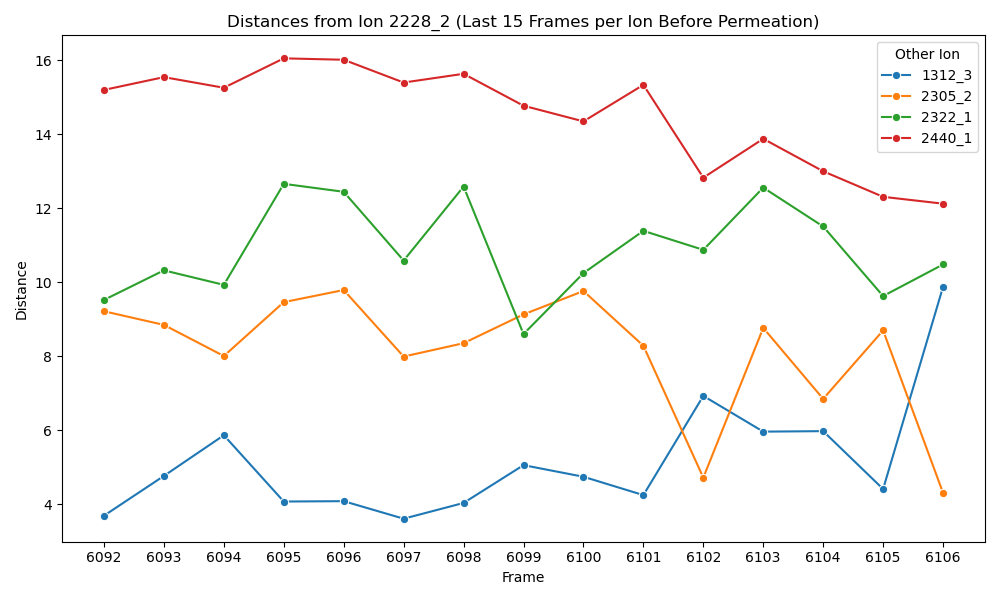 Distances from Ion 2228_2 (Last 15 Frames per Ion Before Permeation)
Other Ion
1312_3
2305_2
2322_1
2440_1
Distance
16
14
12
10
8
6
4
6092 6093 6094 6095 6096 6097 6098 6099 6100 6101 6102 6103 6104 6105 6106
Frame